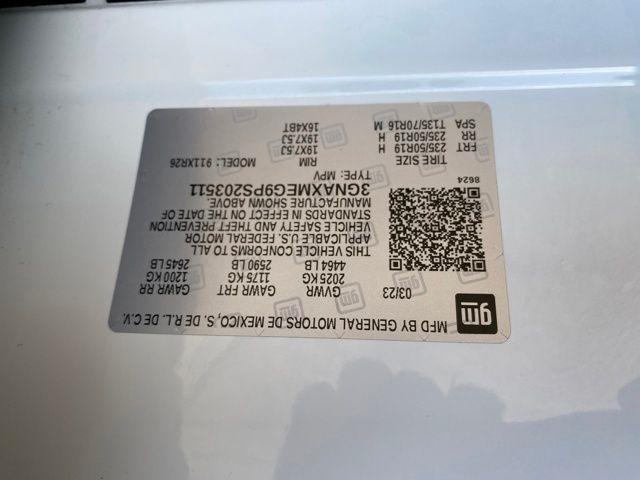 MFD BY GENERAL MOTORS DE MEXICO, S. DE R.L. DE C.V.
gm
03/23
GVWR GAWR FRT GAWR RR
2025 KG 1175 KG 1200 KG
4464 LB 2590 LB 2645 LB
THIS VEHICLE CONFORMS TO ALL
APPLICABLE U.S. FEDERAL MOTOR
VEHICLE SAFETY AND THEFT PREVENTION
STANDARDS IN EFFECT ON THE DATE OF
MANUFACTURE SHOWN ABOVE.
3GNAXMEG9PS203511
TYPE: MPV
8624
MODEL: 911XR26
TIRE SIZE RIM
FRT 235/50R19 H 19X7.5J
RR 235/50R19 H 19X7.5J
SPA T135/70R16 M 16X4BT